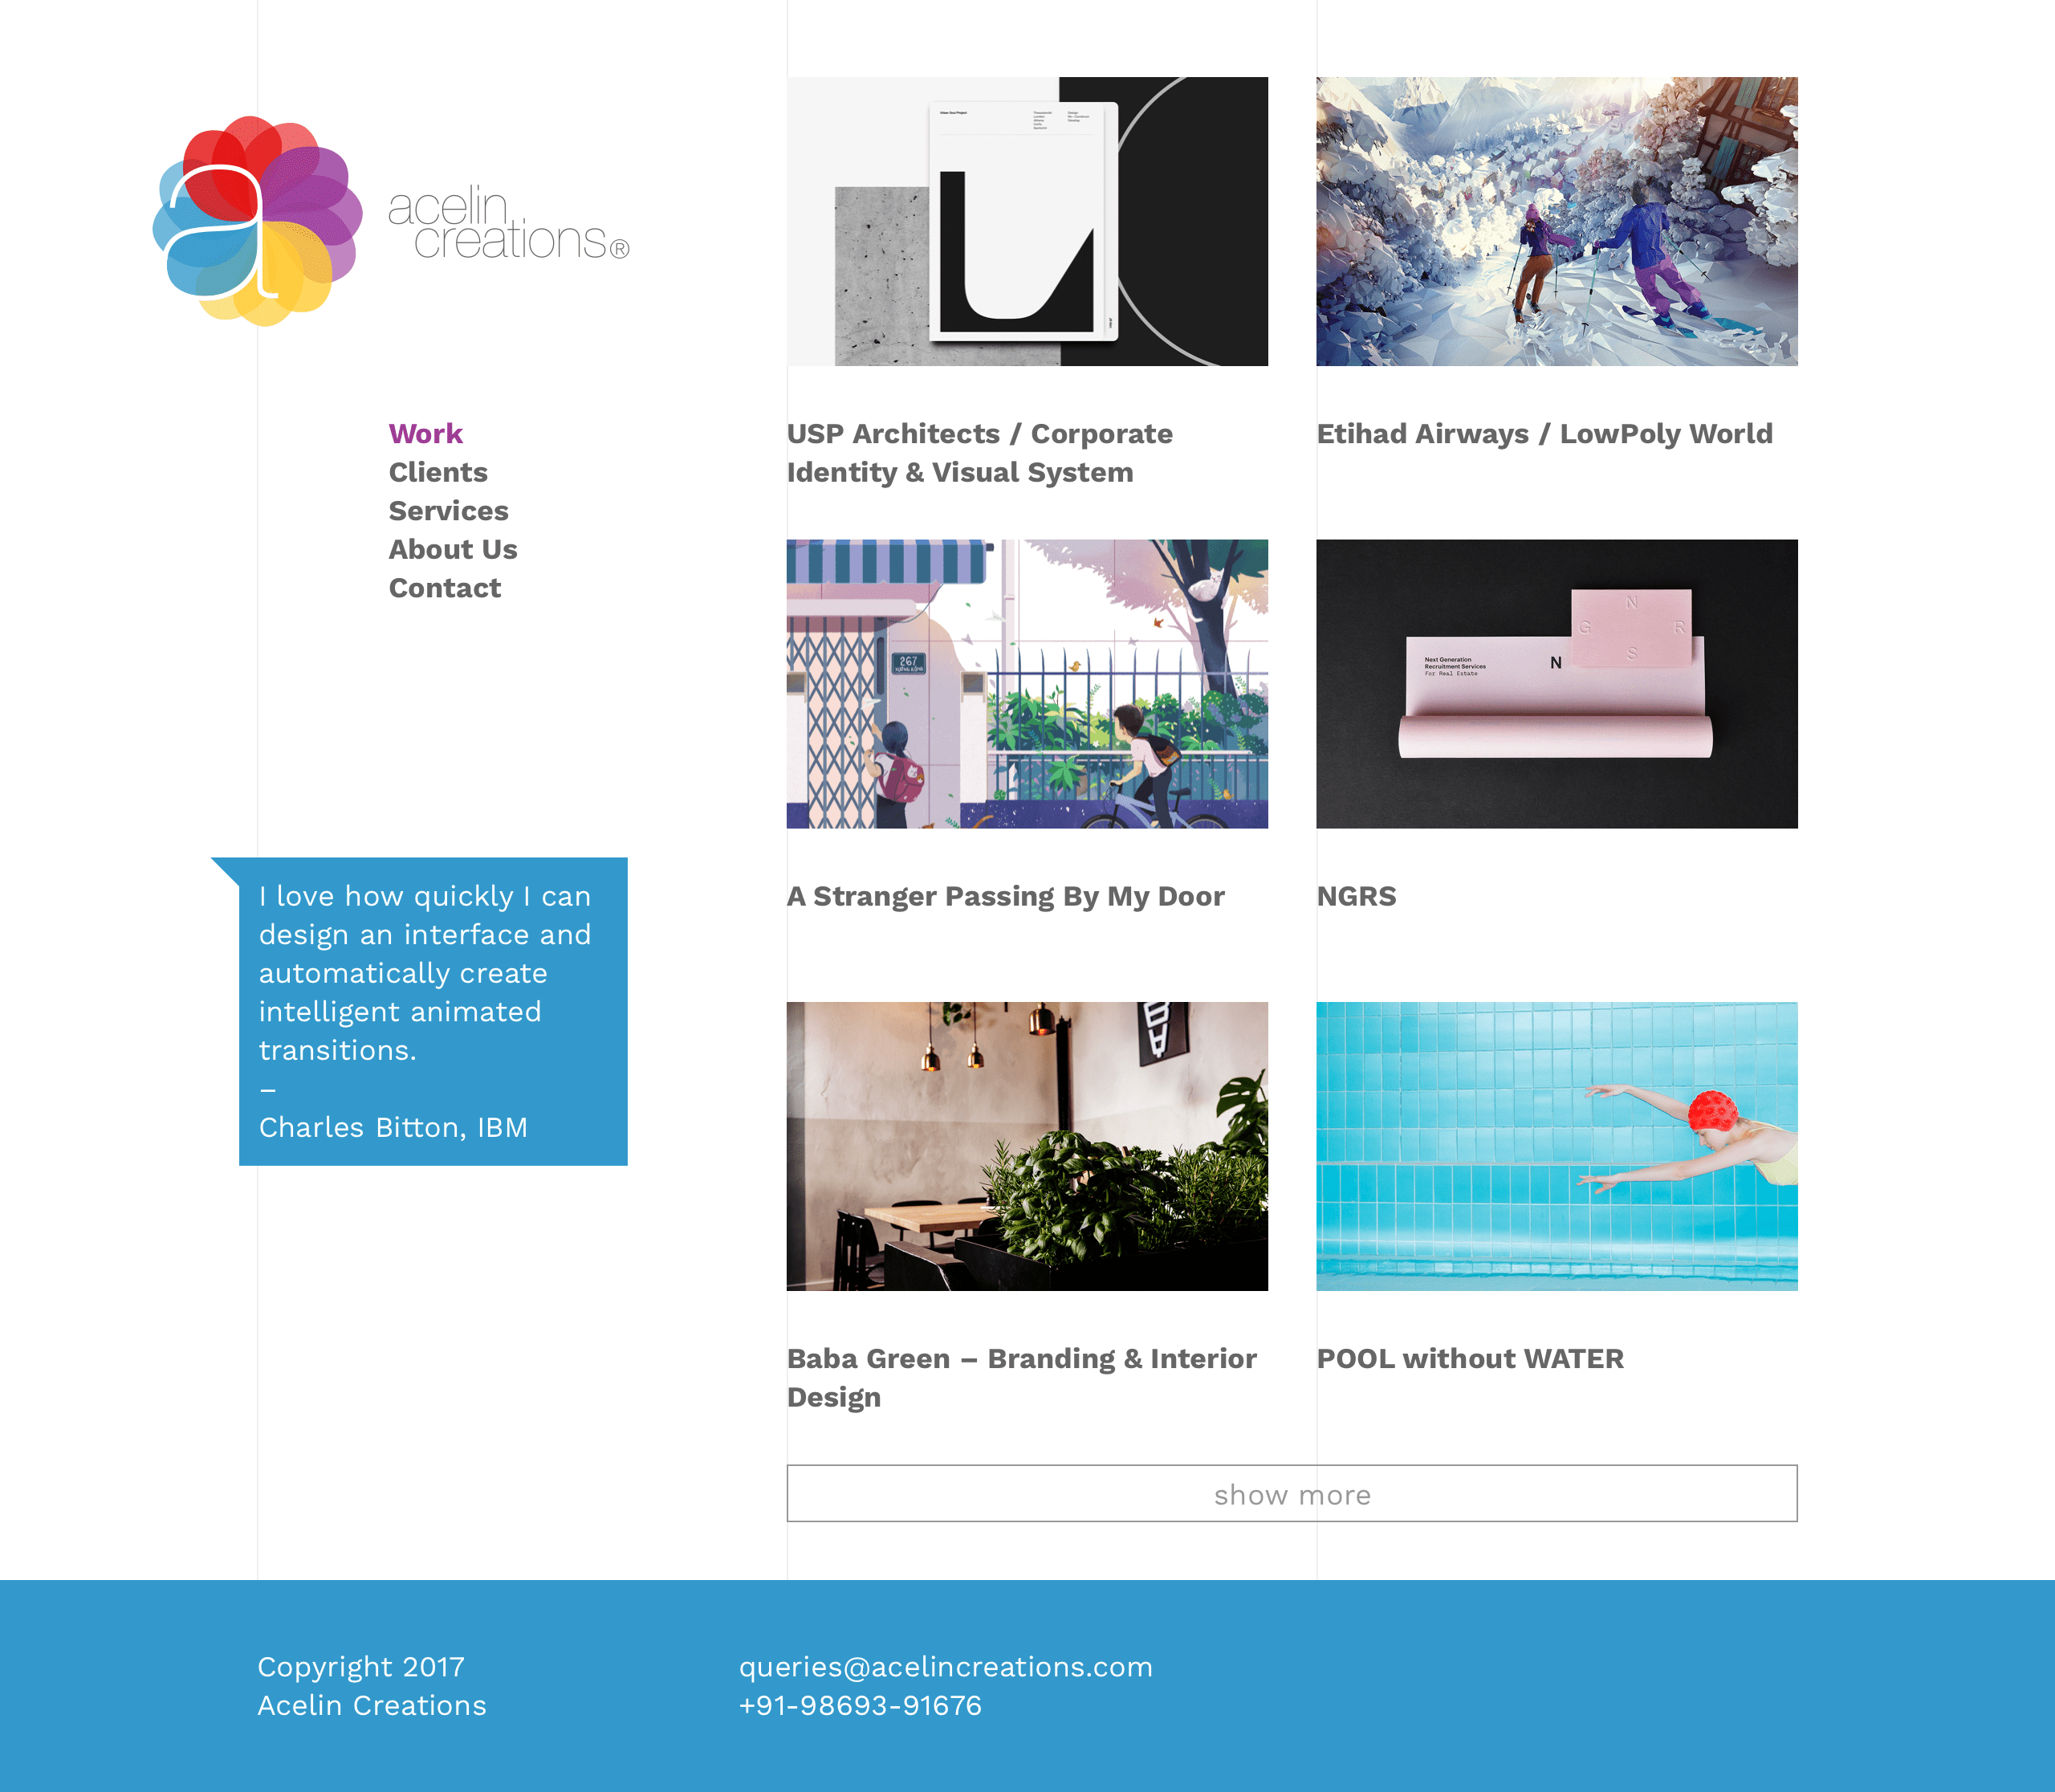 acelin
creations®
Work
Clients
Services
About Us
Contact
I love how quickly I can
design an interface and
automatically create
intelligent animated
transitions.
–
Charles Bitton, IBM
USP Architects / Corporate
Identity & Visual System
Etihad Airways / LowPoly World
267
N
G
R
S
Next Generation
Recruitment Services
For Real Estate
N
A Stranger Passing By My Door
NGRS
BA
Baba Green – Branding & Interior
Design
POOL without WATER
show more
Copyright 2017
Acelin Creations
queries@acelincreations.com
+91-98693-91676